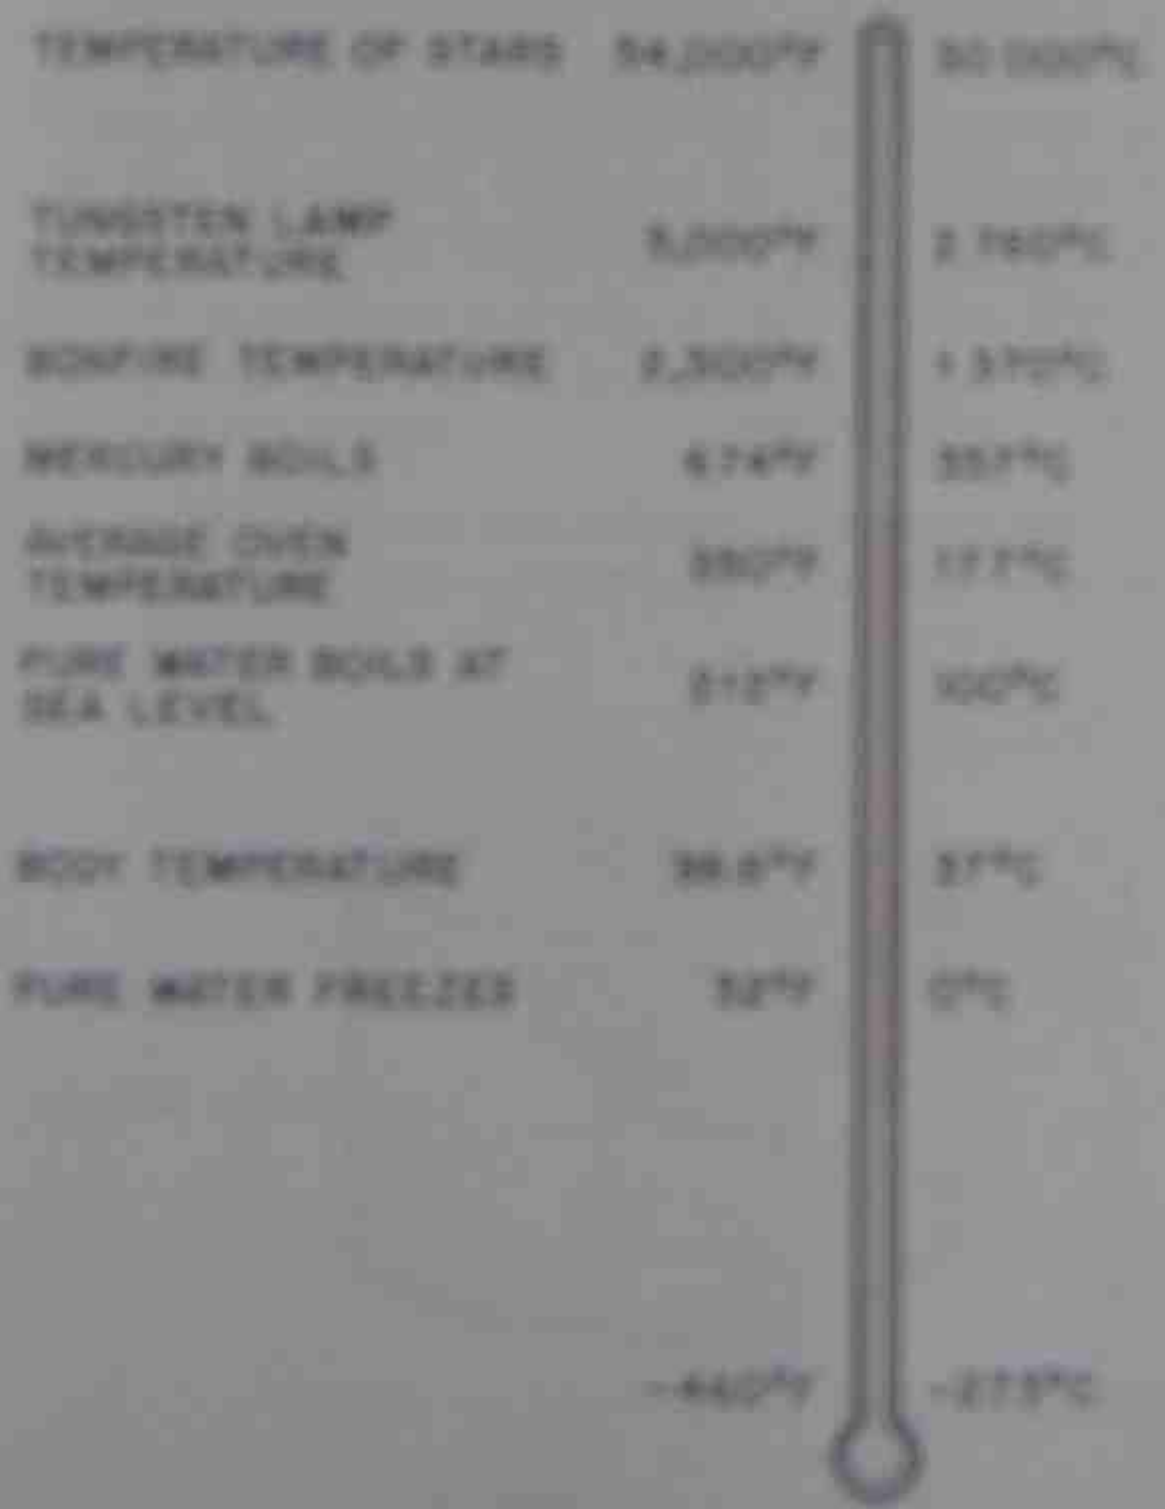 TEMPERATURE OF STARS 54,000°F 30 000°C
TUNGSTEN LAMP
TEMPERATURE 5,000°F 2 760°C
BONFIRE TEMPERATURE 2,500°F 1 370°C
MERCURY BOILS 674°F 357°C
AVERAGE OVEN
TEMPERATURE 350°F 177°C
PURE WATER BOILS AT
SEA LEVEL 212°F 100°C
BODY TEMPERATURE 98.6°F 37°C
PURE WATER FREEZES 32°F 0°C
-460°F -273°C